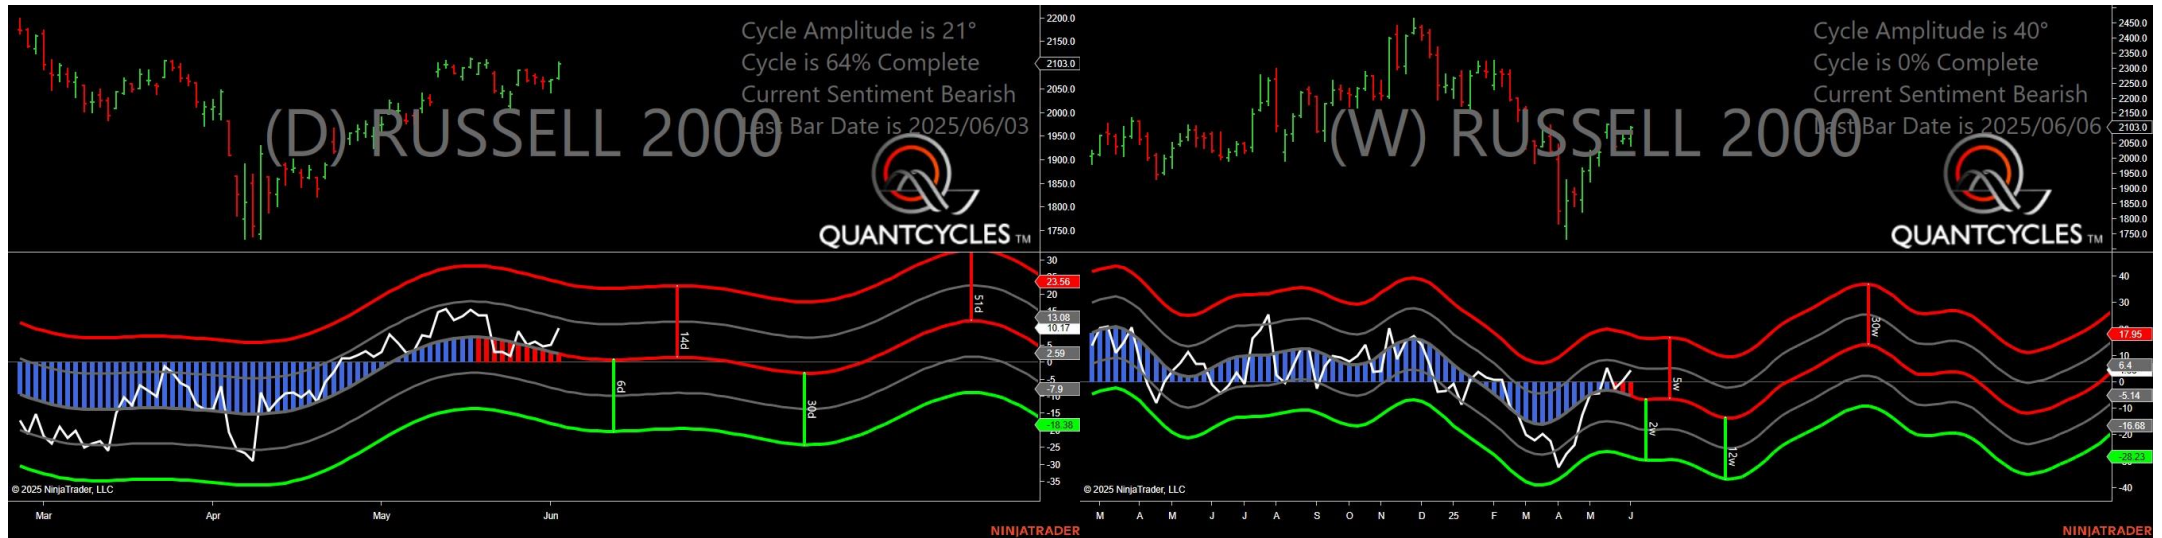 Cycle Amplitude is 21°
Cycle is 64% Complete
Current Sentiment Bearish
Last Bar Date is 2025/06/03
(D) RUSSELL 2000
QUANTCYCLES TM
2200.0
2150.0
2103.0
2050.0
2000.0
1950.0
1900.0
1850.0
1800.0
1750.0
30
23.56
20
13.08
10.17
5
2.59
0
-5
-7.9
-10
-15
-18.38
-25
-30
-35
14d
51d
6d
30d
© 2025 NinjaTrader, LLC
Mar
Apr
May
Jun
NINJATRADER
Cycle Amplitude is 40°
Cycle is 0% Complete
Current Sentiment Bearish
Last Bar Date is 2025/06/06
(W) RUSSELL 2000
QUANTCYCLES TM
2450.0
2400.0
2350.0
2300.0
2250.0
2200.0
2150.0
2103.0
2050.0
2000.0
1950.0
1900.0
1850.0
1800.0
1750.0
40
30
17.95
10
6.4
0
-5.14
-10
-16.68
-20
-28.23
-40
30w
5w
2w
12w
© 2025 NinjaTrader, LLC
M A M J J A S O N D 25 F M A M J
NINJATRADER